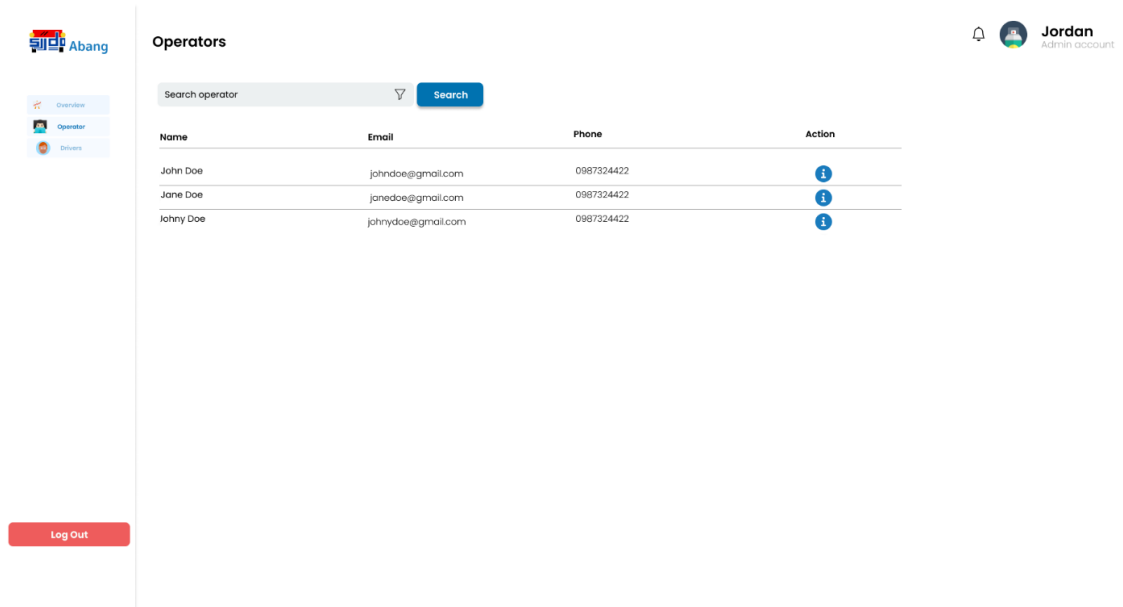 Abang
Overview
Operator
Drivers
Log Out
Operators
Jordan
Admin account
Search operator
Search
Name Email Phone Action
John Doe johndoe@gmail.com 0987324422
Jane Doe janedoe@gmail.com 0987324422
Johny Doe johnydoe@gmail.com 0987324422